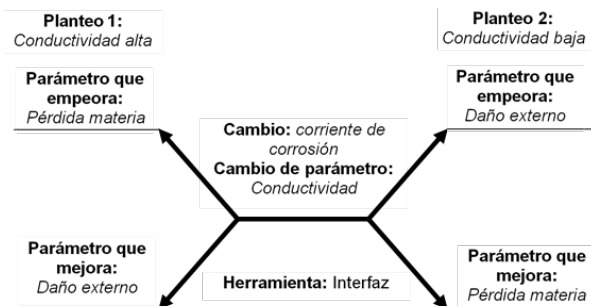 Planteo 1:
Conductividad alta
Planteo 2:
Conductividad baja
Parámetro que
empeora:
Pérdida materia
Parámetro que
empeora:
Daño externo
Cambio: corriente de
corrosión
Cambio de parámetro:
Conductividad
Parámetro que
mejora:
Daño externo
Herramienta: Interfaz
Parámetro que
mejora:
Pérdida materia